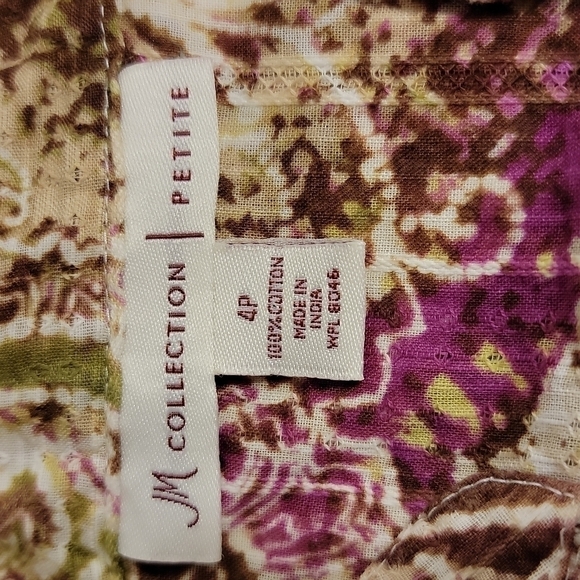 JM COLLECTION | PETITE
4P
100% COTTON
MADE IN
INDIA
WPL 8046